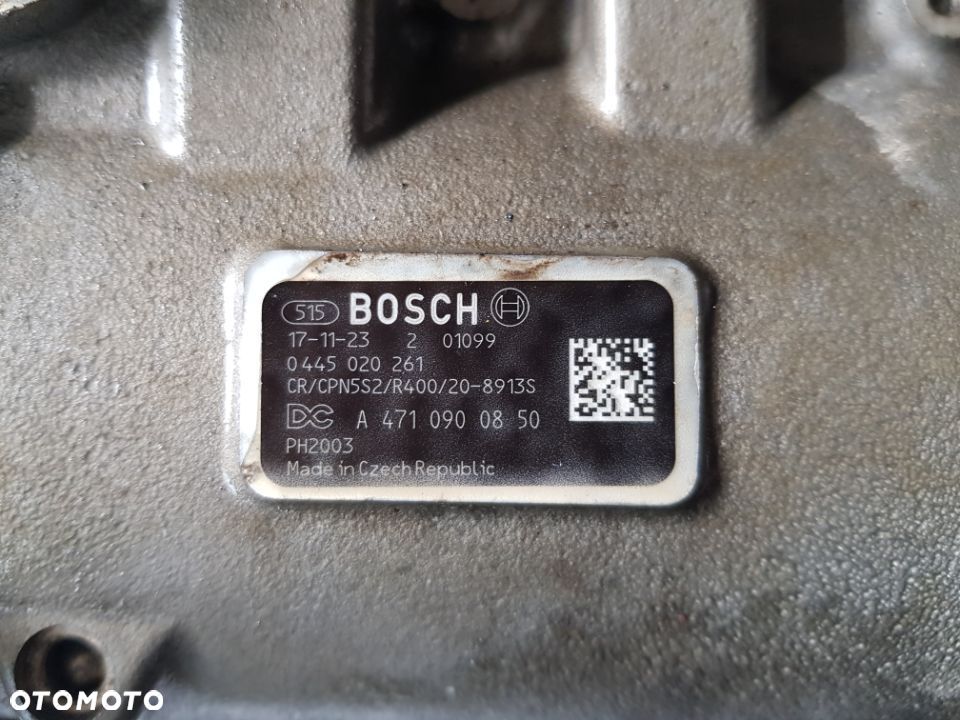 515 BOSCH
17-11-23 2 01099
0 445 020 261
CR/CPN5S2/R400/20-8913S
DC A 471 090 08 50
PH2003
Made in Czech Republic
OTOMOTO